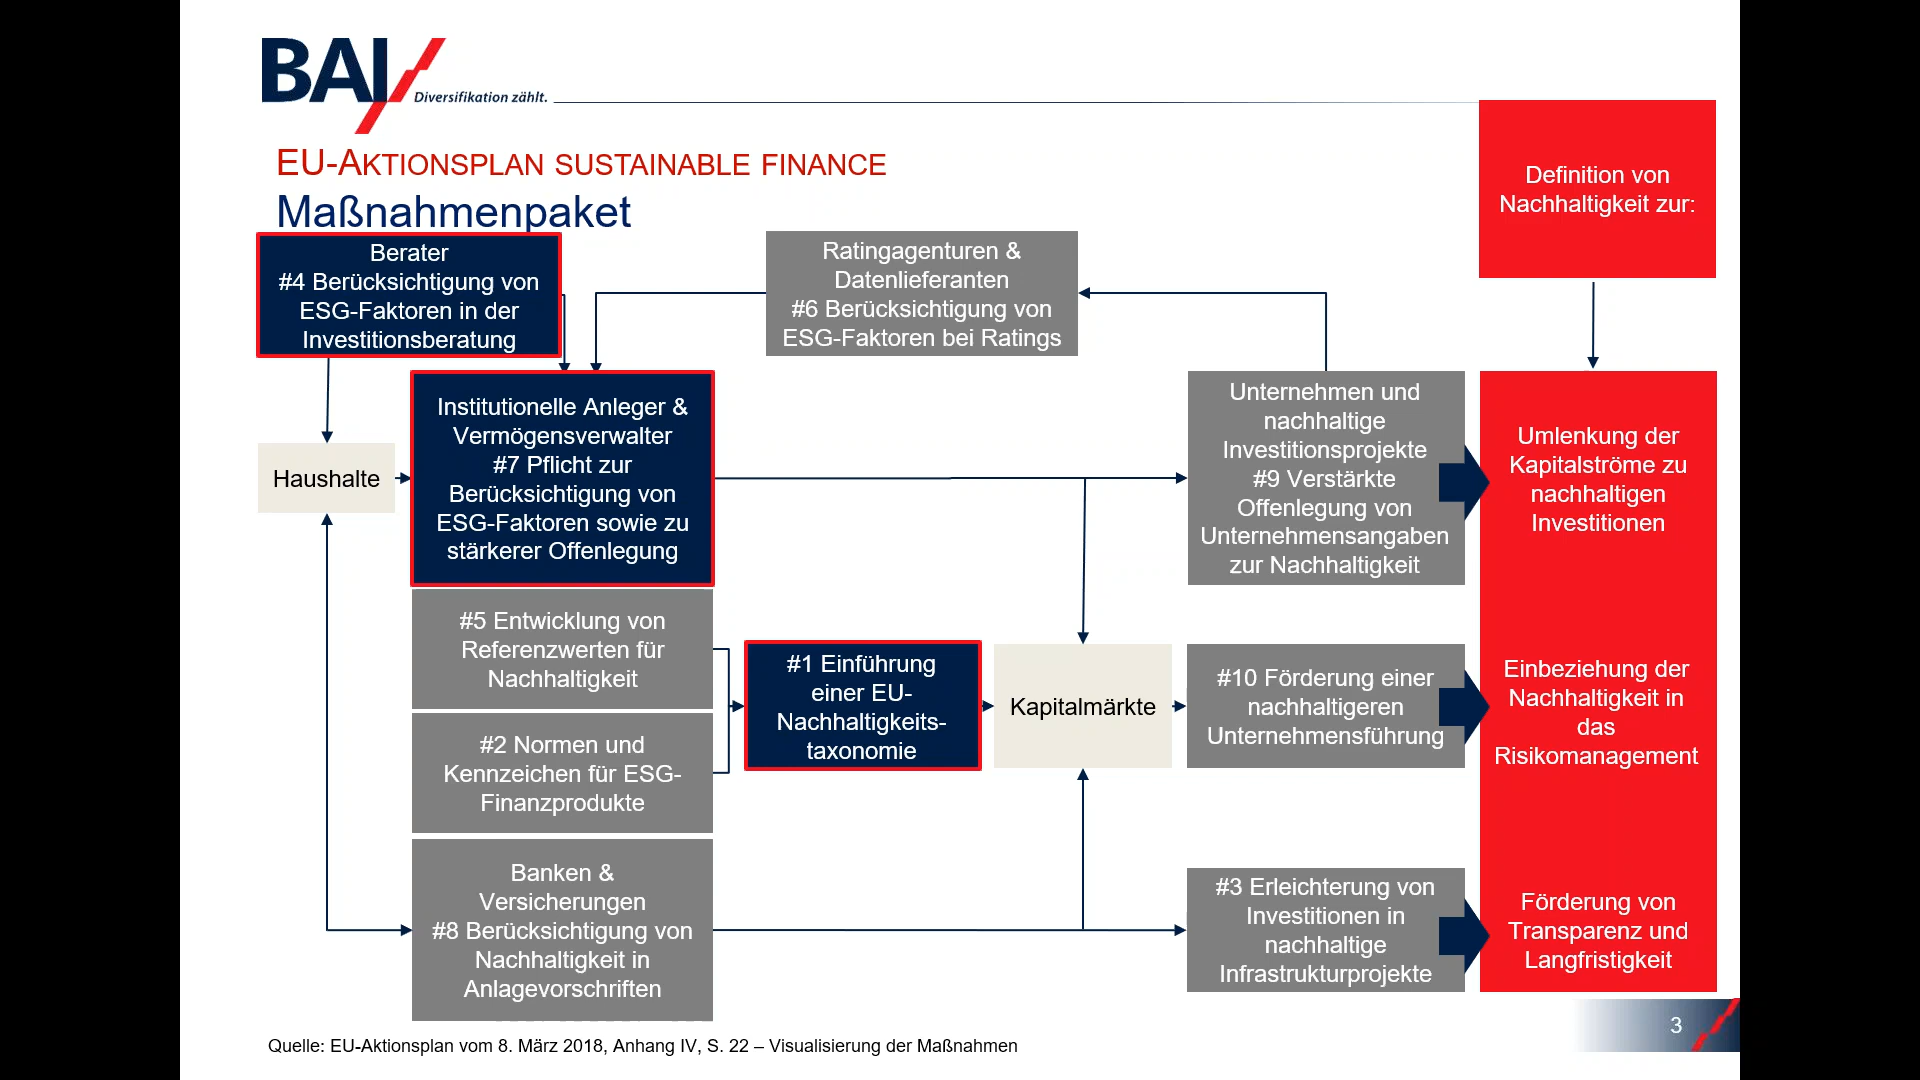 BAI
Diversifikation zählt.
EU-AKTIONSPLAN SUSTAINABLE FINANCE
Maßnahmenpaket
Definition von
Nachhaltigkeit zur:
Berater
#4 Berücksichtigung von
ESG-Faktoren in der
Investitionsberatung
Ratingagenturen &
Datenlieferanten
#6 Berücksichtigung von
ESG-Faktoren bei Ratings
Haushalte
Institutionelle Anleger &
Vermögensverwalter
#7 Pflicht zur
Berücksichtigung von
ESG-Faktoren sowie zu
stärkerer Offenlegung
Unternehmen und
nachhaltige
Investitionsprojekte
#9 Verstärkte
Offenlegung von
Unternehmensangaben
zur Nachhaltigkeit
Umlenkung der
Kapitalströme zu
nachhaltigen
Investitionen
#5 Entwicklung von
Referenzwerten für
Nachhaltigkeit
#2 Normen und
Kennzeichen für ESG-
Finanzprodukte
#1 Einführung
einer EU-
Nachhaltigkeits-
taxonomie
Kapitalmärkte
#10 Förderung einer
nachhaltigeren
Unternehmensführung
Einbeziehung der
Nachhaltigkeit in
das
Risikomanagement
Banken &
Versicherungen
#8 Berücksichtigung von
Nachhaltigkeit in
Anlagevorschriften
#3 Erleichterung von
Investitionen in
nachhaltige
Infrastrukturprojekte
Förderung von
Transparenz und
Langfristigkeit
Quelle: EU-Aktionsplan vom 8. März 2018, Anhang IV, S. 22 – Visualisierung der Maßnahmen
3